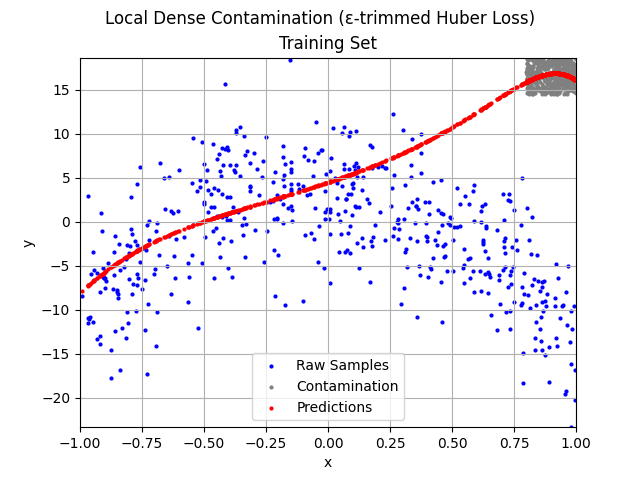 Local Dense Contamination (ε-trimmed Huber Loss)
Training Set
15
10
5
0
−5
−10
−15
−20
y
Raw Samples
Contamination
Predictions
−1.00 −0.75 −0.50 −0.25 0.00 0.25 0.50 0.75 1.00
x